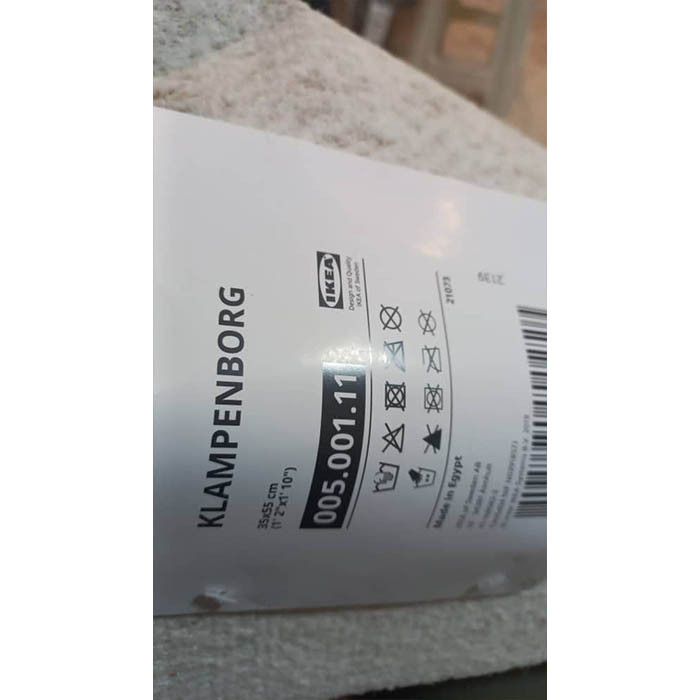 KLAMPENBORG
35x55 cm
(1' 2"x1' 10")
005.001.11
IKEA
Design and Quality
IKEA of Sweden
Made in Egypt
21073
2139